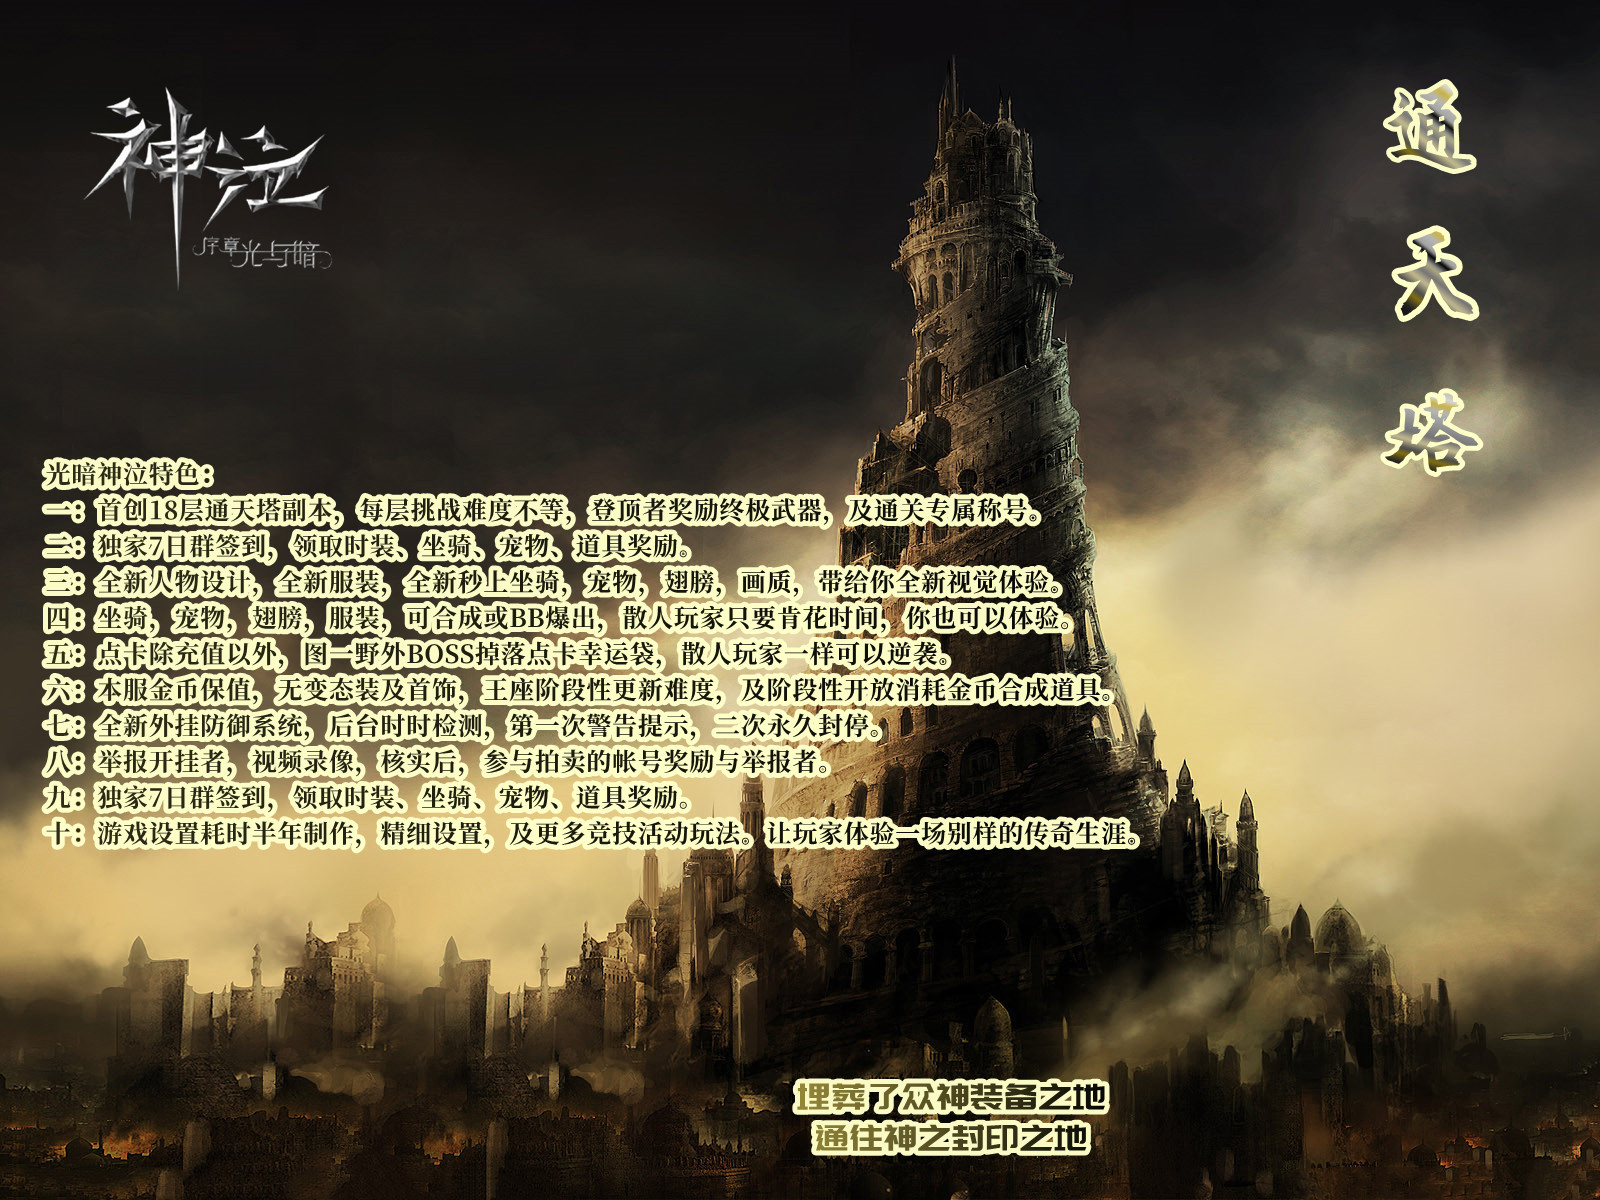 神泣
序章光与暗
通天塔
光暗神泣特色：
一：首创18层通天塔副本，每层挑战难度不等，登顶者奖励终极武器，及通关专属称号。
二：独家7日群签到，领取时装、坐骑、宠物、道具奖励。
三：全新人物设计，全新服装，全新秒上坐骑，宠物，翅膀，画质，带给你全新视觉体验。
四：坐骑，宠物，翅膀，服装，可合成或BB爆出，散人玩家只要肯花时间，你也可以体验。
五：点卡除充值以外，图一野外BOSS掉落点卡幸运袋，散人玩家一样可以逆袭。
六：本服金币保值，无变态装及首饰，王座阶段性更新难度，及阶段性开放消耗金币合成道具。
七：全新外挂防御系统，后台时时检测，第一次警告提示，二次永久封停。
八：举报开挂者，视频录像，核实后，参与拍卖的帐号奖励与举报者。
九：独家7日群签到，领取时装、坐骑、宠物、道具奖励。
十：游戏设置耗时半年制作，精细设置，及更多竞技活动玩法。让玩家体验一场别样的传奇生涯。
埋葬了众神装备之地
通往神之封印之地